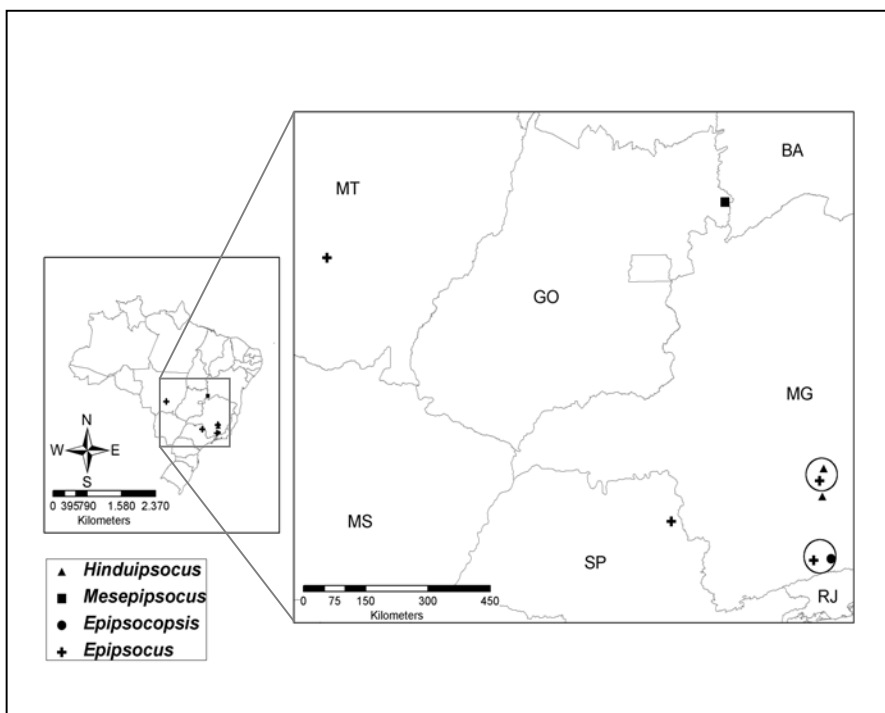 BA
MT
GO
MG
MS
SP
RJ
0 75 150 300 450
Kilometers
N
W E
S
0 395790 1.580 2.370
Kilometers
Hinduipsocus
Mesepipsocus
Epipsocopsis
Epipsocus